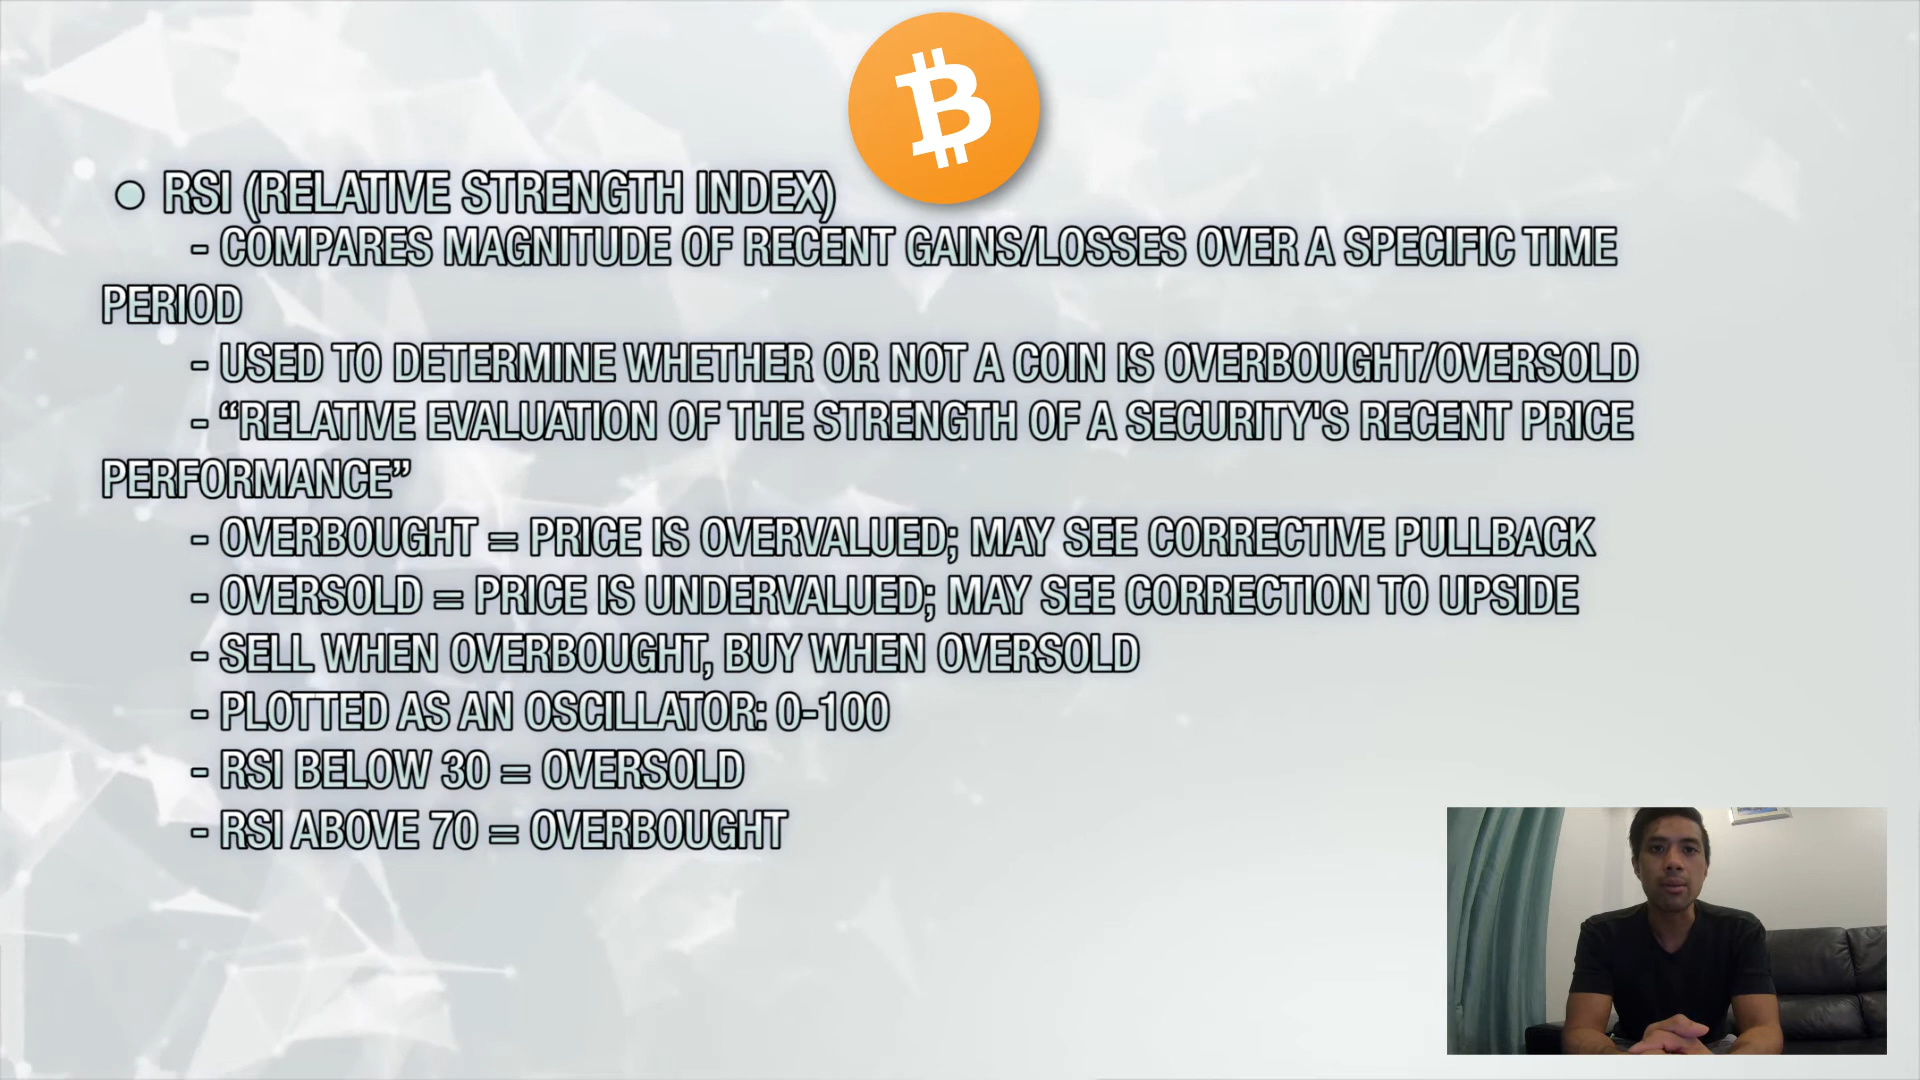 ● RSI (RELATIVE STRENGTH INDEX)
- COMPARES MAGNITUDE OF RECENT GAINS/LOSSES OVER A SPECIFIC TIME
PERIOD
- USED TO DETERMINE WHETHER OR NOT A COIN IS OVERBOUGHT/OVERSOLD
- “RELATIVE EVALUATION OF THE STRENGTH OF A SECURITY'S RECENT PRICE
PERFORMANCE”
- OVERBOUGHT = PRICE IS OVERVALUED; MAY SEE CORRECTIVE PULLBACK
- OVERSOLD = PRICE IS UNDERVALUED; MAY SEE CORRECTION TO UPSIDE
- SELL WHEN OVERBOUGHT, BUY WHEN OVERSOLD
- PLOTTED AS AN OSCILLATOR: 0-100
- RSI BELOW 30 = OVERSOLD
- RSI ABOVE 70 = OVERBOUGHT